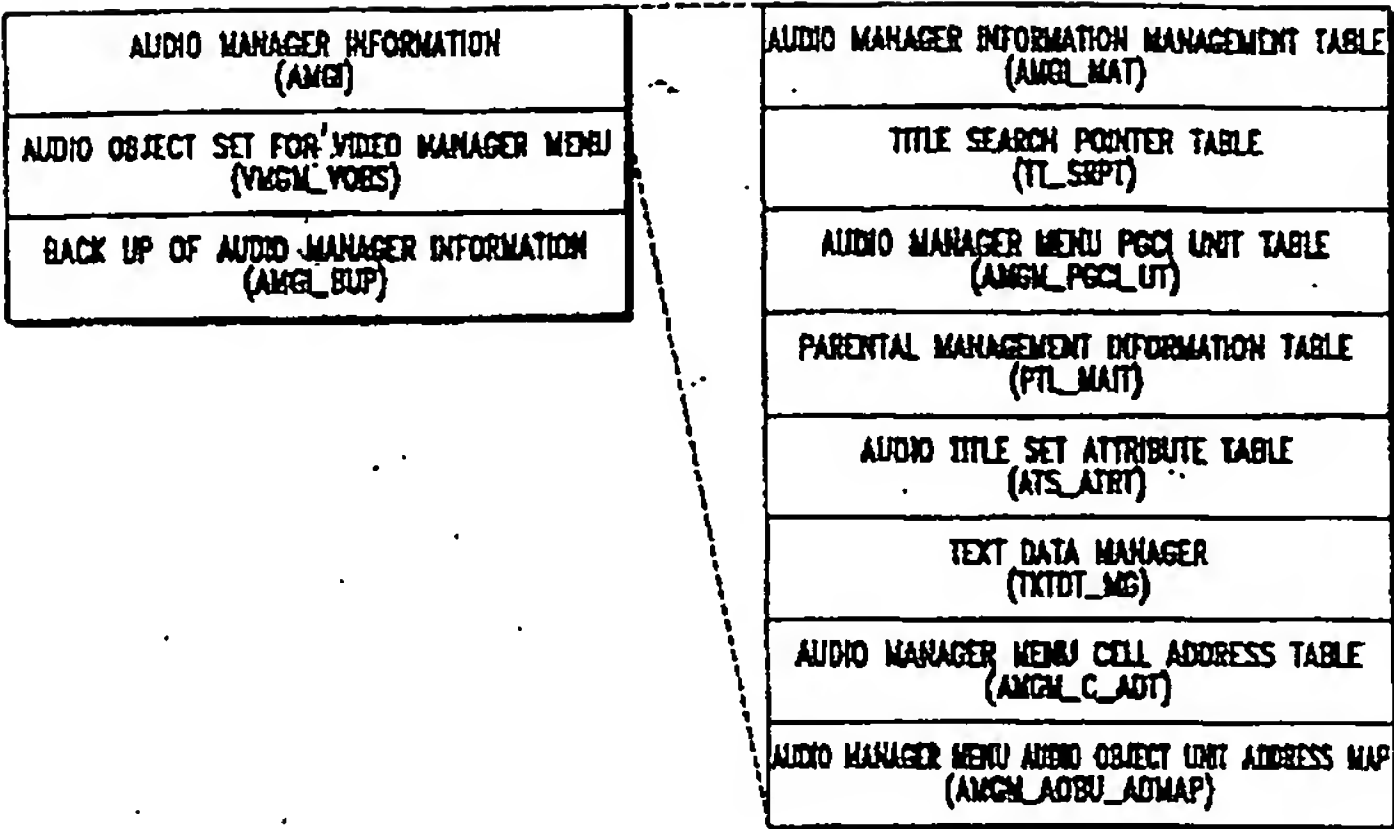 AUDIO MANAGER INFORMATION
(AMGI)
AUDIO OBJECT SET FOR VIDEO MANAGER MENU
(VMGM_VOBS)
BACK UP OF AUDIO MANAGER INFORMATION
(AMGI_BUP)
AUDIO MANAGER INFORMATION MANAGEMENT TABLE
(AMGI_MAT)
TITLE SEARCH POINTER TABLE
(TT_SRPT)
AUDIO MANAGER MENU PGCI UNIT TABLE
(AMGM_PGCI_UT)
PARENTAL MANAGEMENT INFORMATION TABLE
(PTL_MAIT)
AUDIO TITLE SET ATTRIBUTE TABLE
(ATS_ATRT)
TEXT DATA MANAGER
(TXTDT_MG)
AUDIO MANAGER MENU CELL ADDRESS TABLE
(AMGM_C_ADT)
AUDIO MANAGER MENU AUDIO OBJECT UNIT ADDRESS MAP
(AMGM_AOBU_ADMAP)